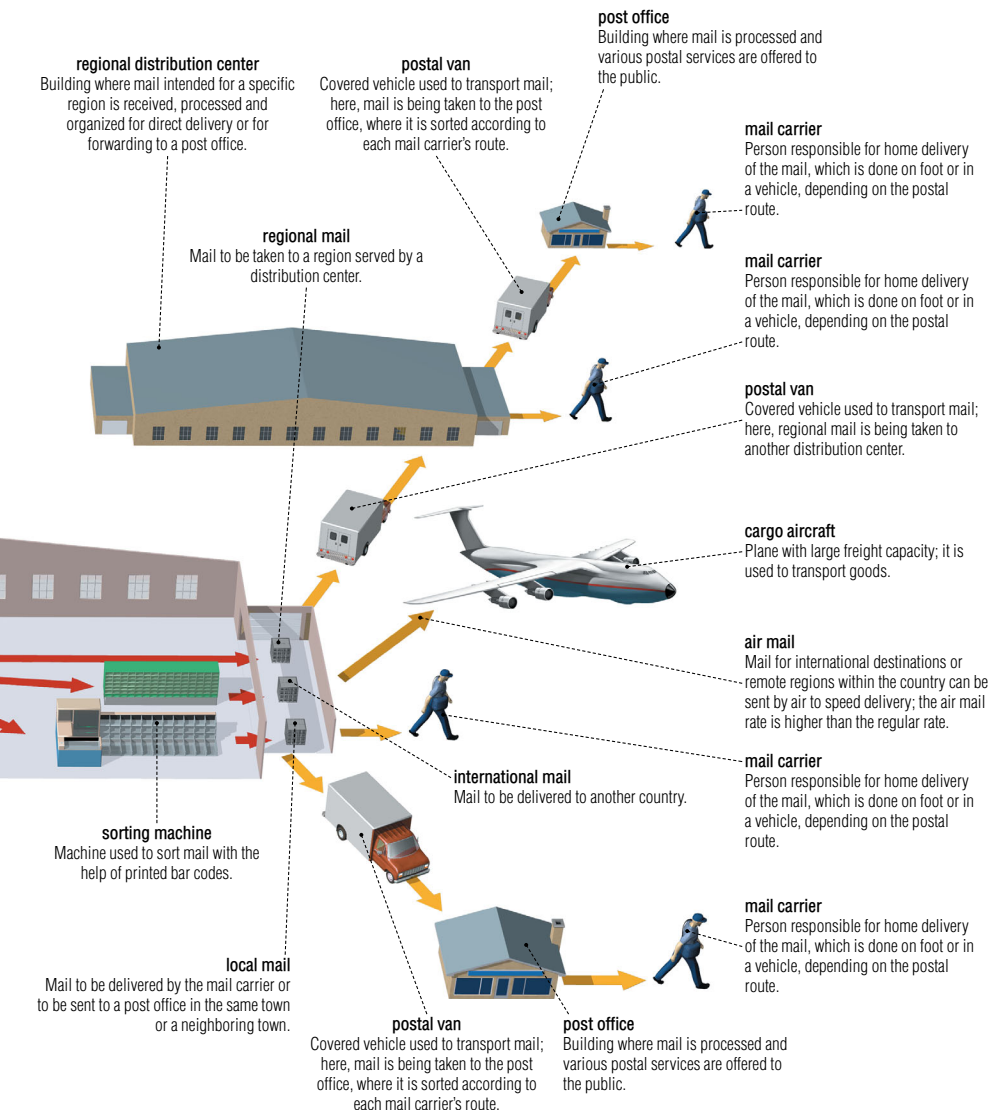 post office
Building where mail is processed and
various postal services are offered to
the public.
regional distribution center
Building where mail intended for a specific
region is received, processed and
organized for direct delivery or for
forwarding to a post office.
postal van
Covered vehicle used to transport mail;
here, mail is being taken to the post
office, where it is sorted according to
each mail carrier's route.
mail carrier
Person responsible for home delivery
of the mail, which is done on foot or in
a vehicle, depending on the postal
route.
regional mail
Mail to be taken to a region served by a
distribution center.
mail carrier
Person responsible for home delivery
of the mail, which is done on foot or in
a vehicle, depending on the postal
route.
postal van
Covered vehicle used to transport mail;
here, regional mail is being taken to
another distribution center.
cargo aircraft
Plane with large freight capacity; it is
used to transport goods.
air mail
Mail for international destinations or
remote regions within the country can be
sent by air to speed delivery; the air mail
rate is higher than the regular rate.
mail carrier
Person responsible for home delivery
of the mail, which is done on foot or in
a vehicle, depending on the postal
route.
international mail
Mail to be delivered to another country.
sorting machine
Machine used to sort mail with the
help of printed bar codes.
mail carrier
Person responsible for home delivery
of the mail, which is done on foot or in
a vehicle, depending on the postal
route.
local mail
Mail to be delivered by the mail carrier or
to be sent to a post office in the same town
or a neighboring town.
postal van
Covered vehicle used to transport mail;
here, mail is being taken to the post
office, where it is sorted according to
each mail carrier's route.
post office
Building where mail is processed and
various postal services are offered to
the public.